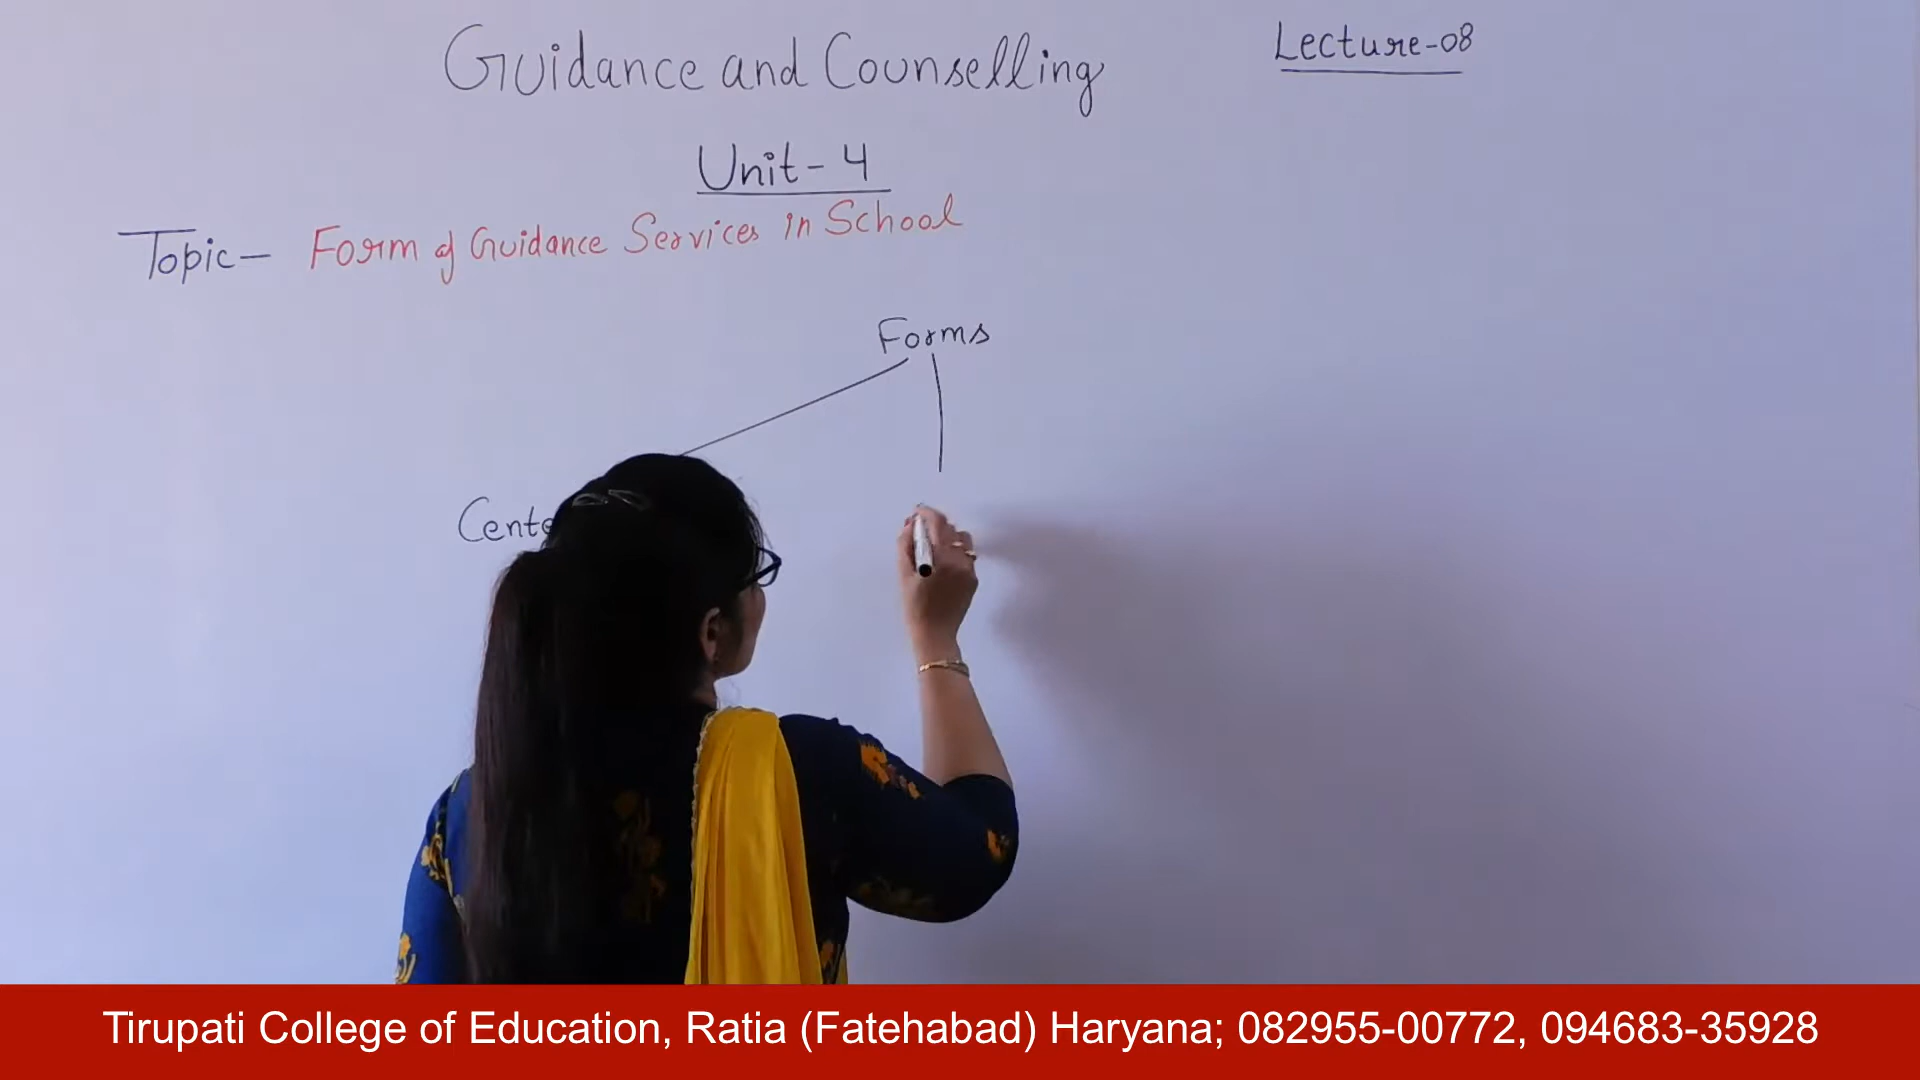 Guidance and Counselling
Lecture-08
Unit-4
Topic- Form of Guidance Services in School
Forms
Tirupati College of Education, Ratia (Fatehabad) Haryana; 082955-00772, 094683-35928